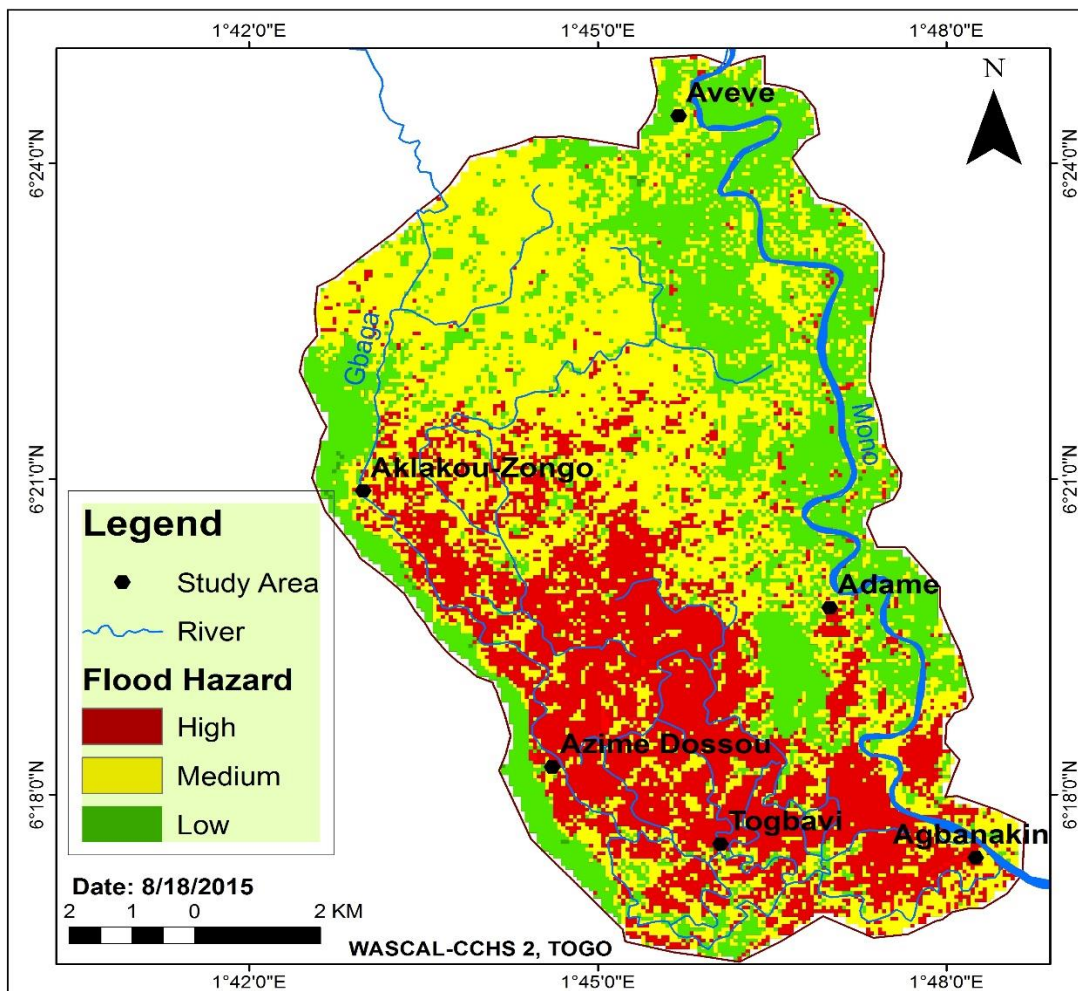 1°42'0"E
1°45'0"E
1°48'0"E
N
Aveve
6°24'0"N
6°24'0"N
Gbaga
Mono
Aklakou-Zongo
6°21'0"N
6°21'0"N
Legend
Study Area
River
Flood Hazard
High
Medium
Low
Adame
Azime Dossou
6°18'0"N
6°18'0"N
Togbavi
Agbanakin
Date: 8/18/2015
2 1 0 2 KM
WASCAL-CCHS 2, TOGO
1°42'0"E
1°45'0"E
1°48'0"E